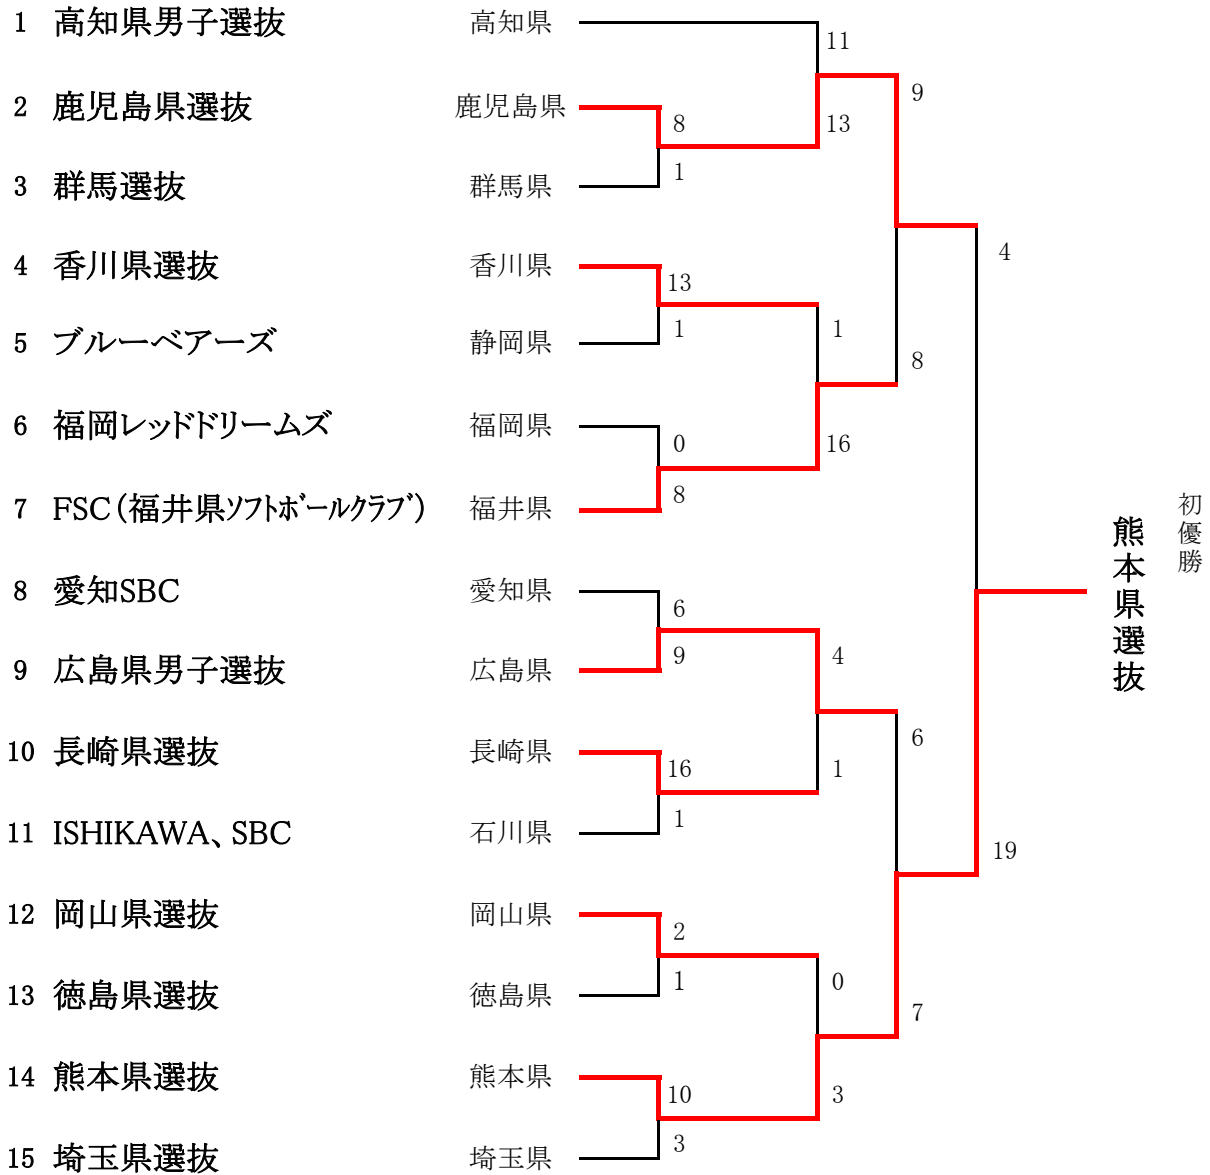 1 高知県男子選抜 高知県
11
2 鹿児島県選抜 鹿児島県
9
8
13
3 群馬選抜 群馬県
1
4 香川県選抜 香川県
4
13
5 ブルーベアーズ 静岡県
1
1
8
6 福岡レッドドリームズ 福岡県
0
16
7 FSC(福井県ｿﾌﾄﾎﾞｰﾙｸﾗﾌﾞ) 福井県
8
初優勝
熊本県選抜
8 愛知SBC 愛知県
6
9 広島県男子選抜 広島県
9
4
10 長崎県選抜 長崎県
6
16
1
11 ISHIKAWA、SBC 石川県
1
19
12 岡山県選抜 岡山県
2
13 徳島県選抜 徳島県
1
0
7
14 熊本県選抜 熊本県
10
3
15 埼玉県選抜 埼玉県
3